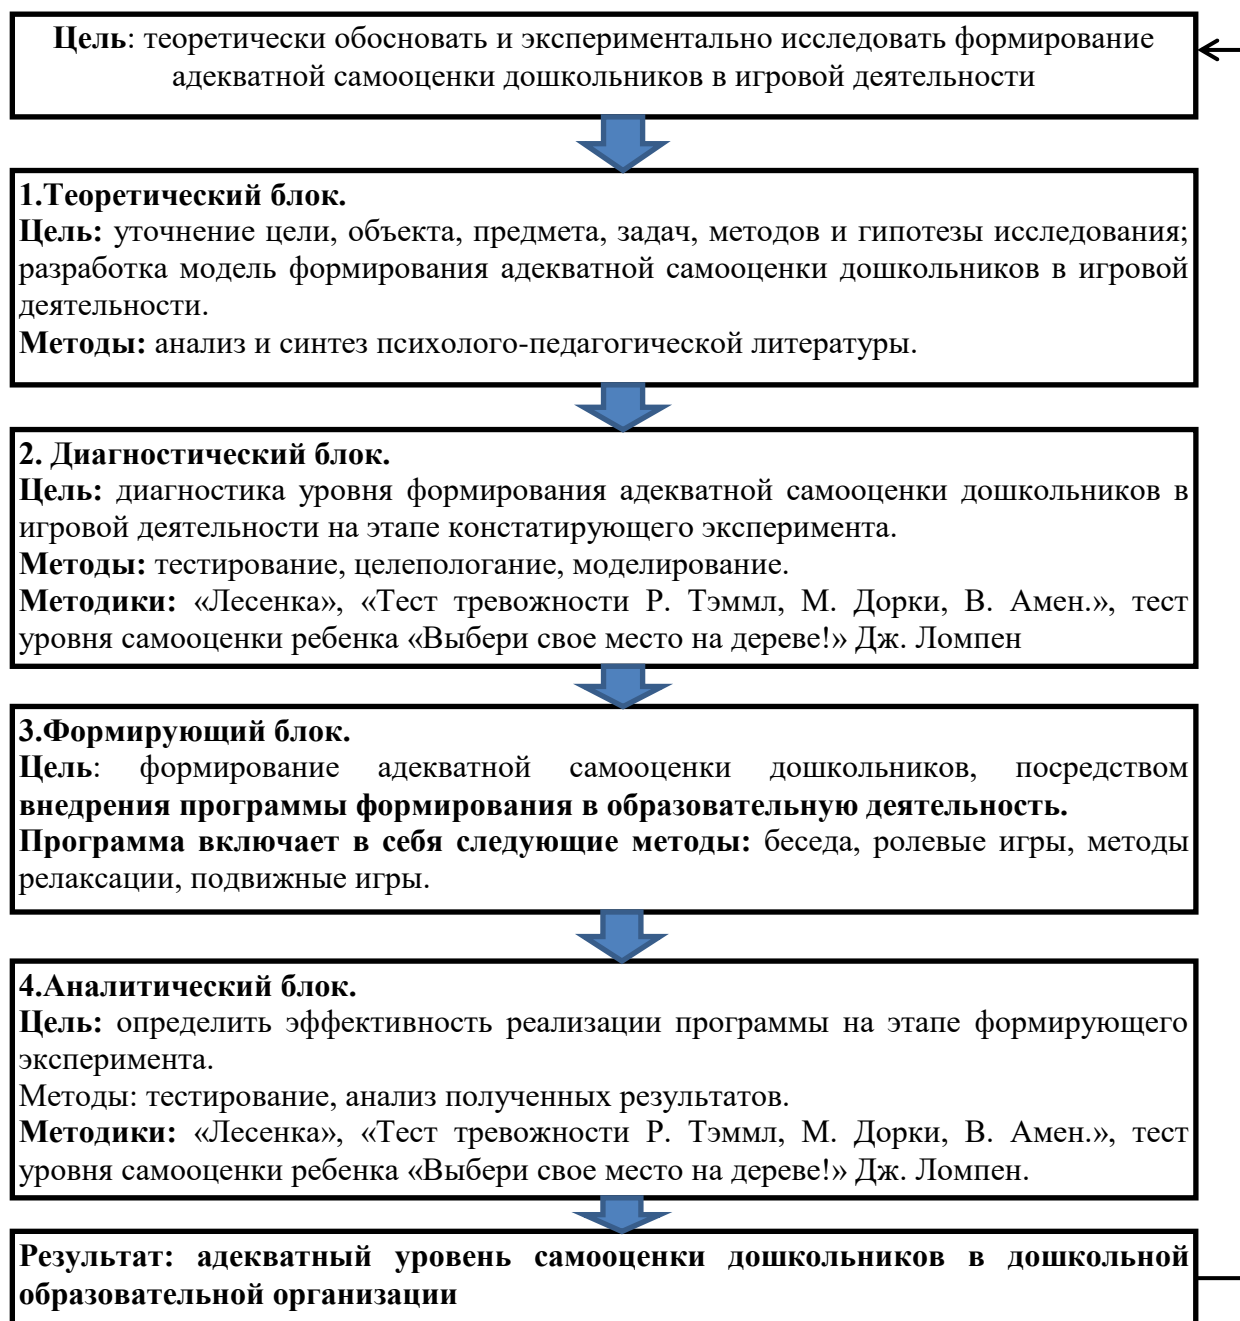 Цель: теоретически обосновать и экспериментально исследовать формирование
адекватной самооценки дошкольников в игровой деятельности
1.Теоретический блок.
Цель: уточнение цели, объекта, предмета, задач, методов и гипотезы исследования;
разработка модель формирования адекватной самооценки дошкольников в игровой
деятельности.
Методы: анализ и синтез психолого-педагогической литературы.
2. Диагностический блок.
Цель: диагностика уровня формирования адекватной самооценки дошкольников в
игровой деятельности на этапе констатирующего эксперимента.
Методы: тестирование, целепологание, моделирование.
Методики: «Лесенка», «Тест тревожности Р. Тэммл, М. Дорки, В. Амен.», тест
уровня самооценки ребенка «Выбери свое место на дереве!» Дж. Ломпен
3.Формирующий блок.
Цель: формирование адекватной самооценки дошкольников, посредством
внедрения программы формирования в образовательную деятельность.
Программа включает в себя следующие методы: беседа, ролевые игры, методы
релаксации, подвижные игры.
4.Аналитический блок.
Цель: определить эффективность реализации программы на этапе формирующего
эксперимента.
Методы: тестирование, анализ полученных результатов.
Методики: «Лесенка», «Тест тревожности Р. Тэммл, М. Дорки, В. Амен.», тест
уровня самооценки ребенка «Выбери свое место на дереве!» Дж. Ломпен.
Результат: адекватный уровень самооценки дошкольников в дошкольной
образовательной организации